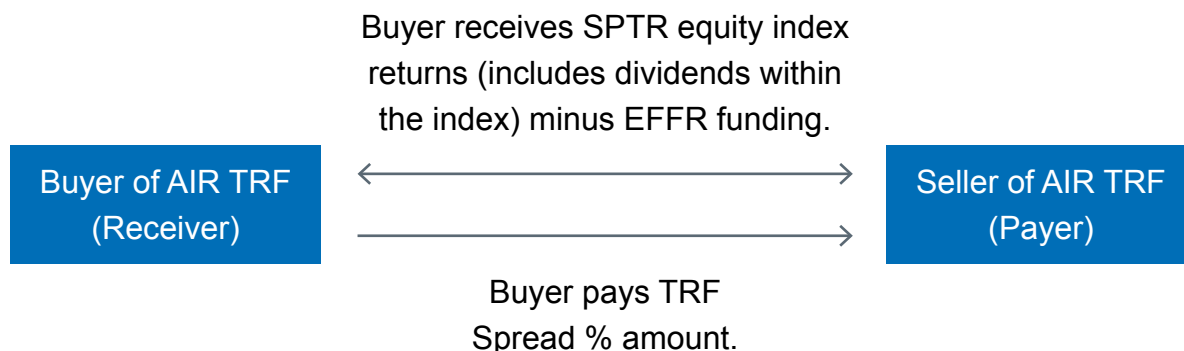 Buyer receives SPTR equity index
returns (includes dividends within
the index) minus EFFR funding.
Buyer of AIR TRF
(Receiver)
Seller of AIR TRF
(Payer)
Buyer pays TRF
Spread % amount.